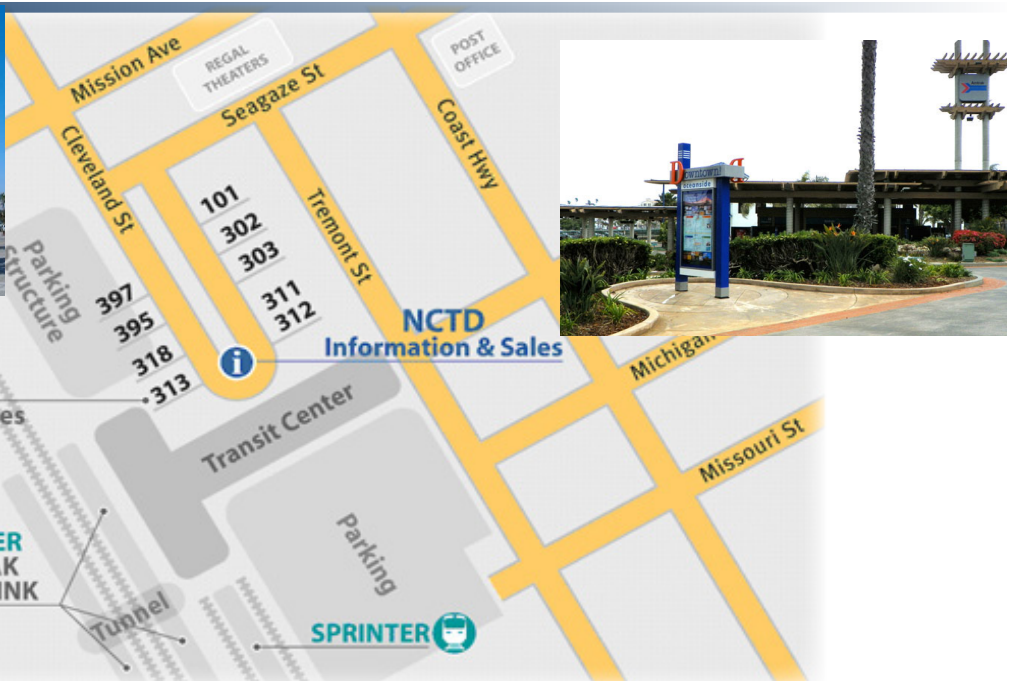 Mission Ave
REGAL
THEATERS
POST
OFFICE
Seagaze St
Cleveland St
Coast Hwy
Tremont St
101
302
303
311
312
397
395
318
313
Parking
Structure
NCTD
Information & Sales
i
Downtown!
Oceanside
Michigan
Missouri St
Transit Center
es
Parking
ER
AK
INK
Tunnel
SPRINTER